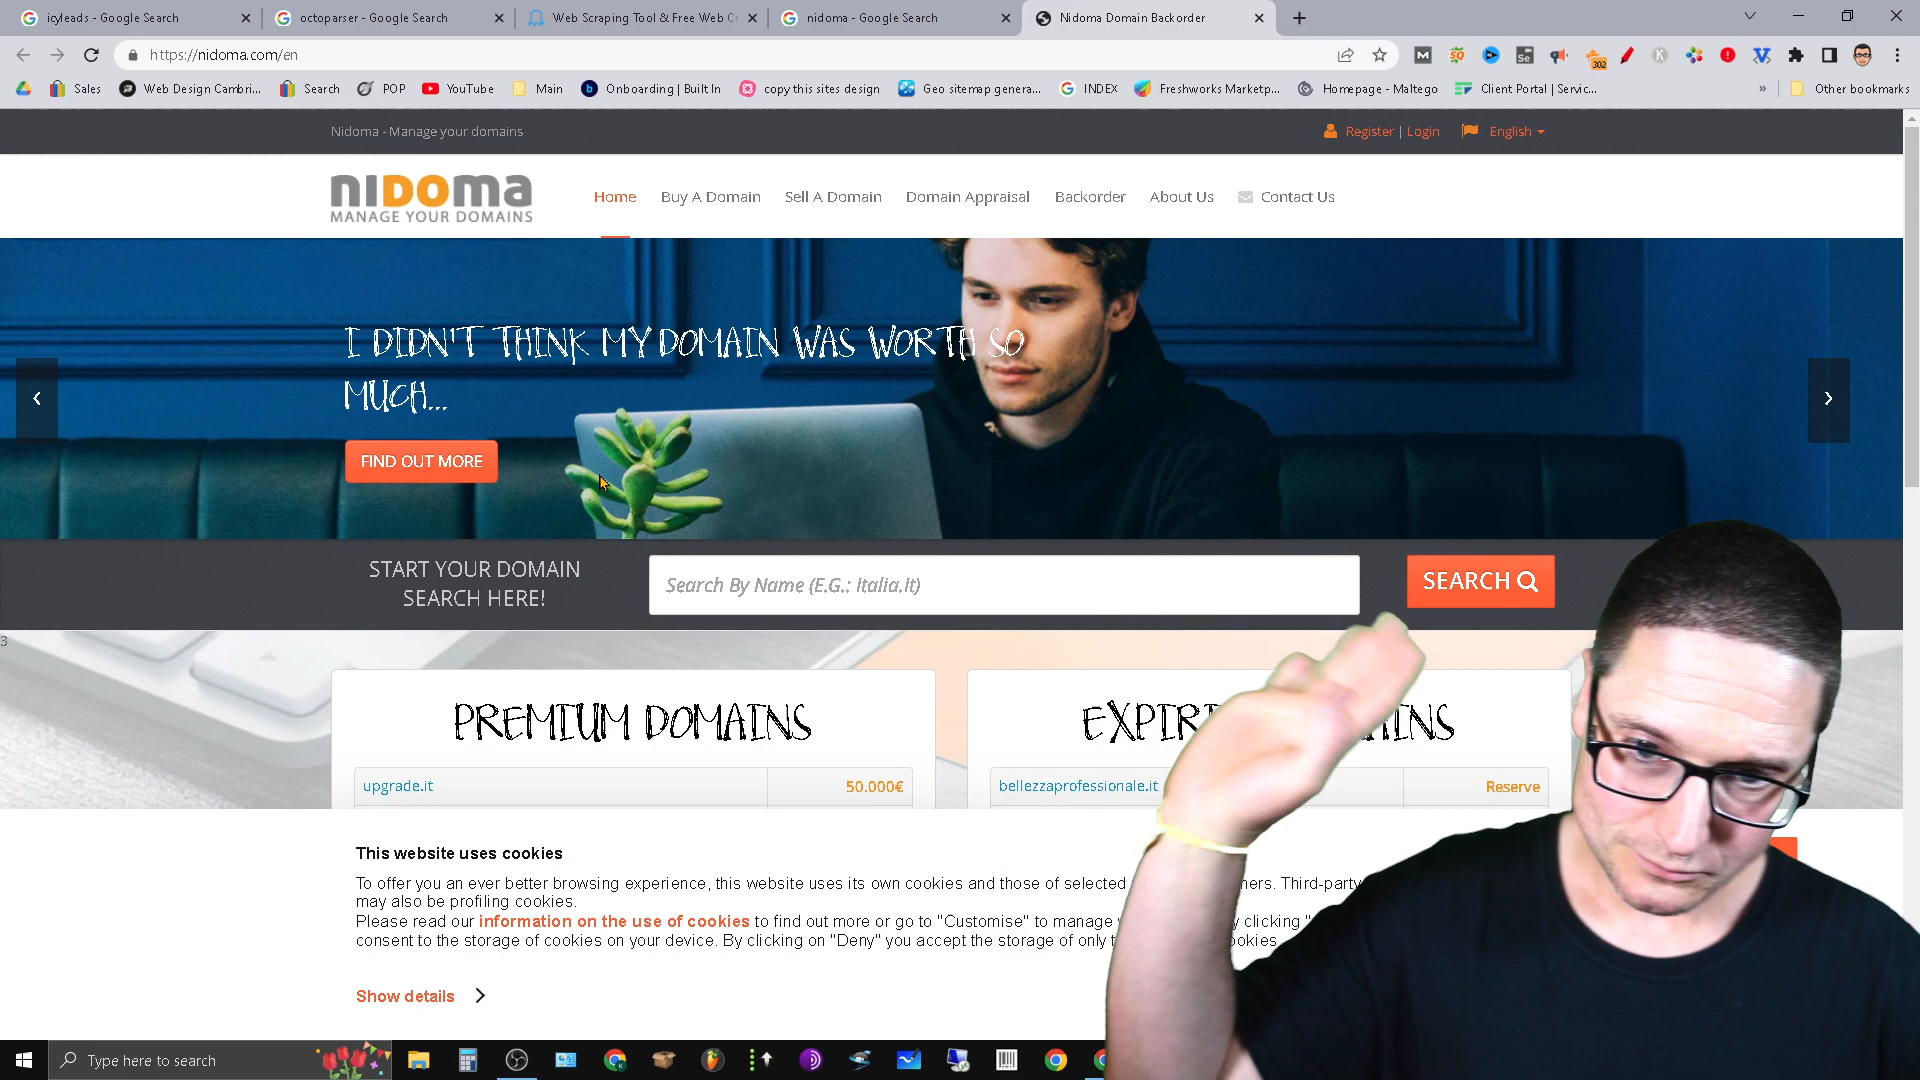 icyleads - Google Search
octoparser - Google Search
Web Scraping Tool & Free Web C
nidoma - Google Search
Nidoma Domain Backorder
https://nidoma.com/en
302
Sales
Web Design Cambri...
Search
POP
YouTube
Main
Onboarding | Built In
copy this sites design
Geo sitemap genera...
INDEX
Freshworks Marketp...
Homepage - Maltego
Client Portal | Servic...
»
Other bookmarks
Nidoma - Manage your domains
Register | Login
English
nidoma
MANAGE YOUR DOMAINS
Home
Buy A Domain
Sell A Domain
Domain Appraisal
Backorder
About Us
Contact Us
I DIDN'T THINK MY DOMAIN WAS WORTH SO
MUCH...
FIND OUT MORE
START YOUR DOMAIN
SEARCH HERE!
Search By Name (E.G.: Italia.It)
SEARCH
3
PREMIUM DOMAINS
upgrade.it
50.000€
bellezzaprofessionale.it
Reserve
This website uses cookies
To offer you an ever better browsing experience, this website uses its own cookies and those of selected
Third-party
may also be profiling cookies.
Please read our information on the use of cookies to find out more or go to "Customise" to manage
clicking "
consent to the storage of cookies on your device. By clicking on "Deny" you accept the storage of only
Show details
Type here to search